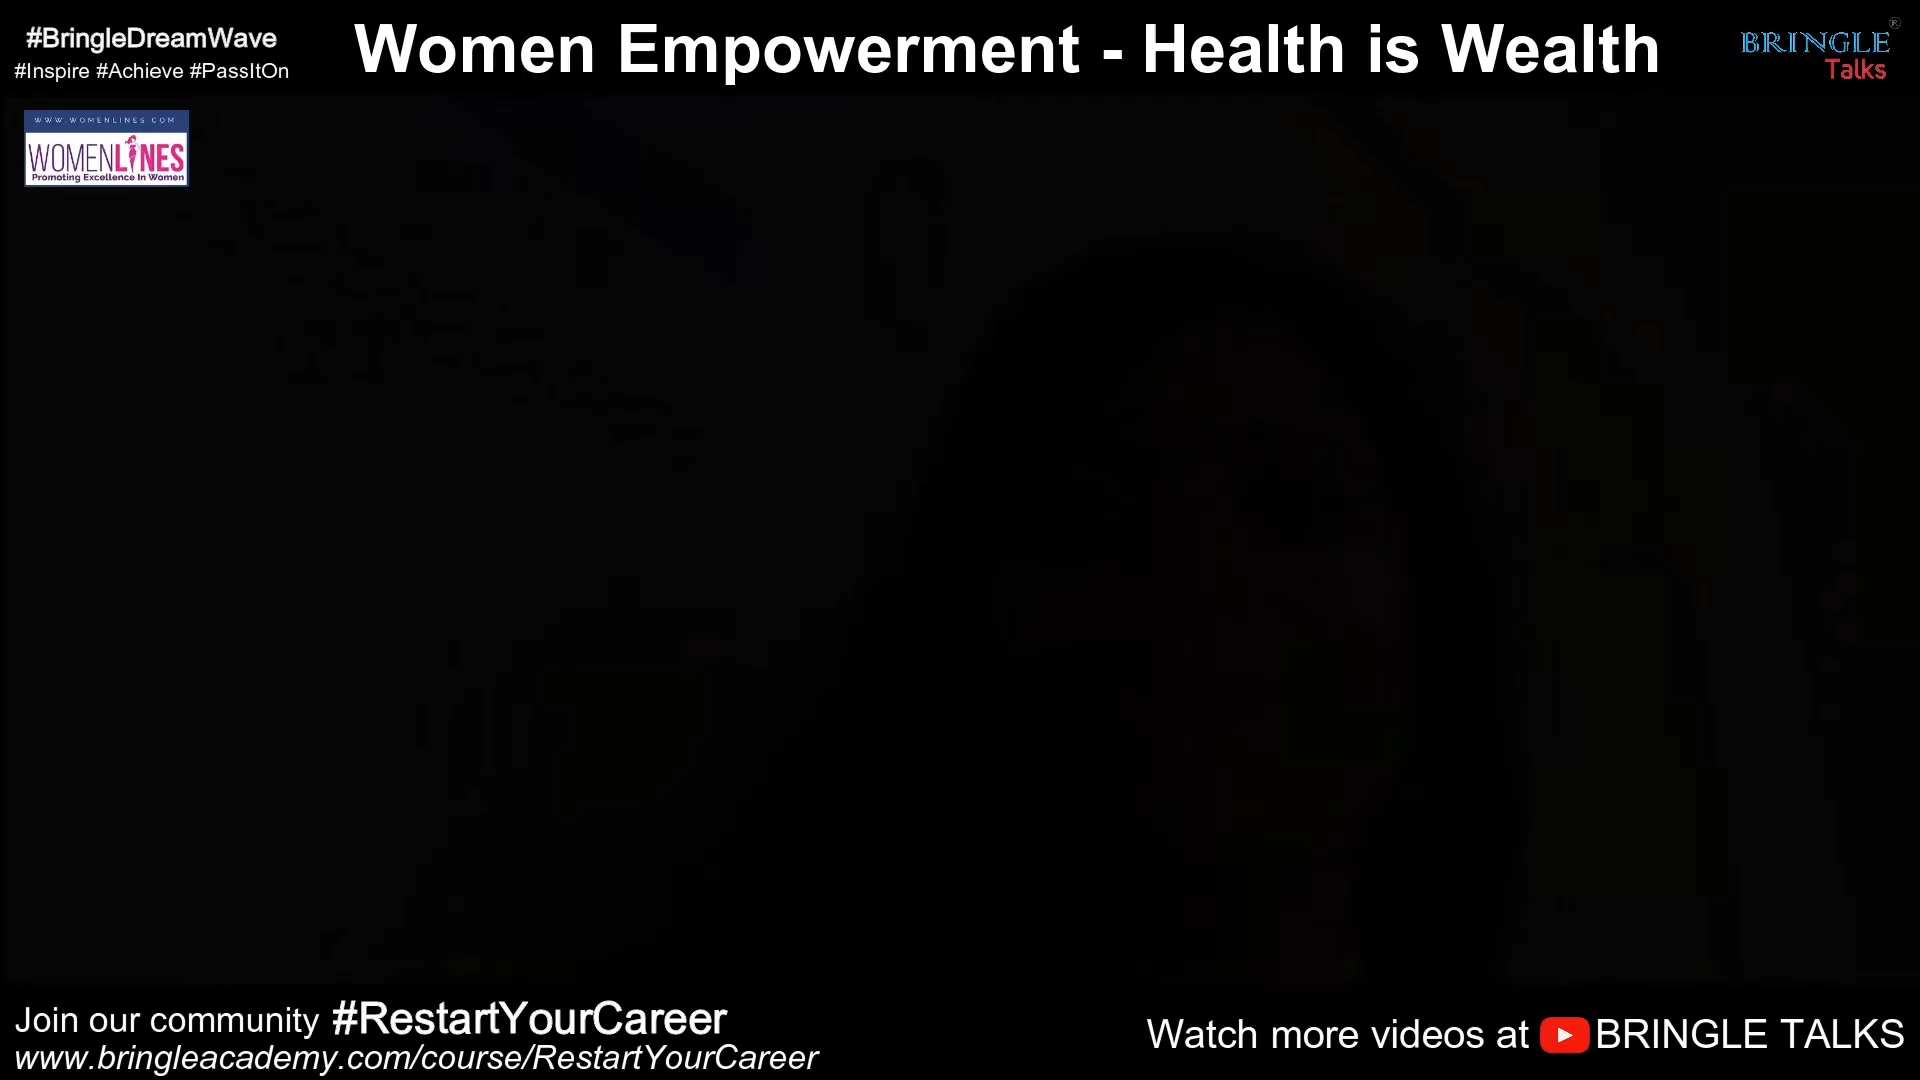 #BringleDreamWave
#Inspire #Achieve #PassItOn
Women Empowerment - Health is Wealth
BRINGLE ®
Talks
WWW.WOMENLINES.COM
WOMENLINES
Promoting Excellence In Women
Join our community #RestartYourCareer
www.bringleacademy.com/course/RestartYourCareer
Watch more videos at BRINGLE TALKS